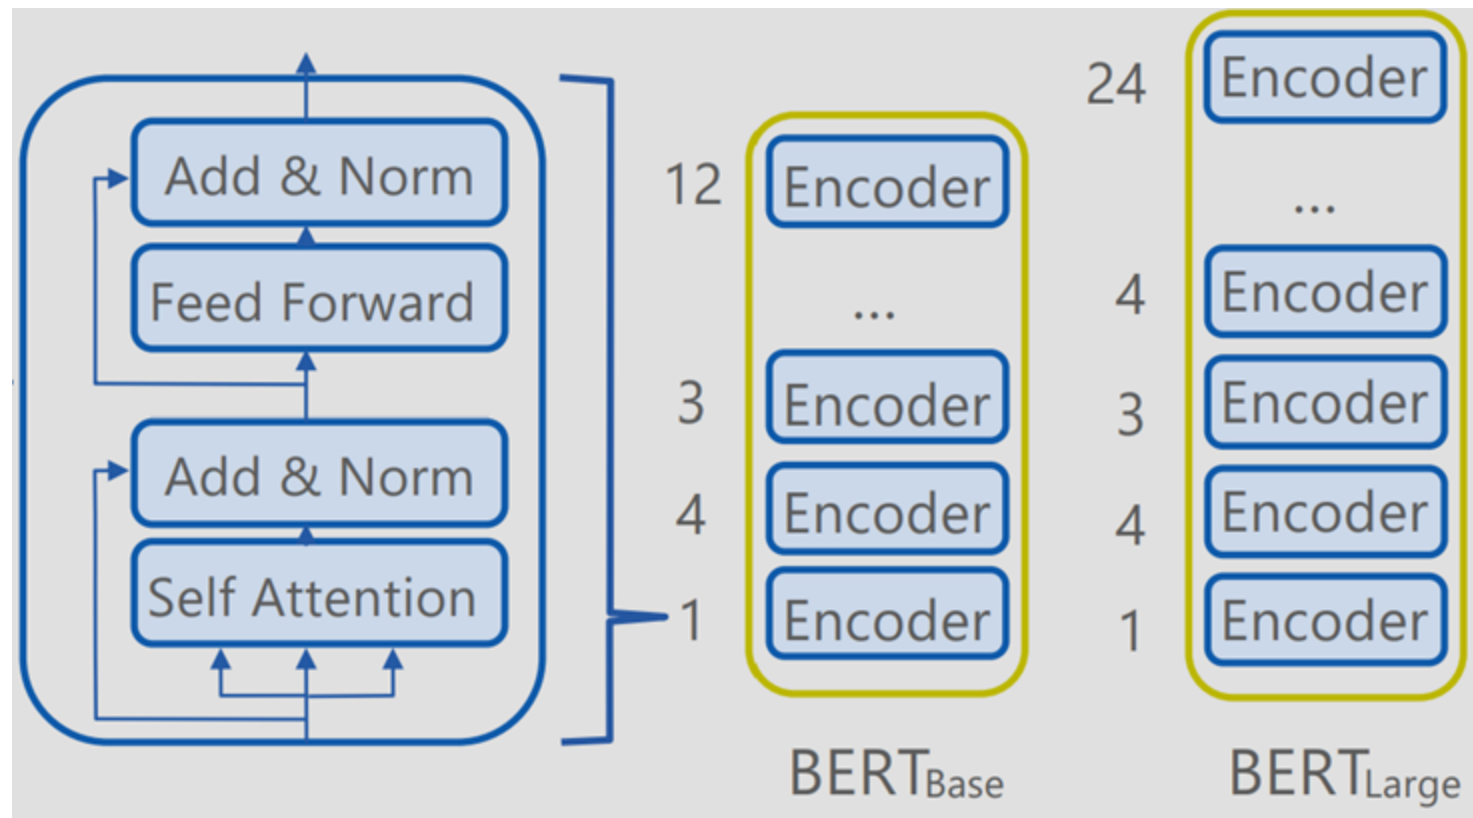 Add & Norm
Feed Forward
Add & Norm
Self Attention
12 Encoder
...
3 Encoder
4 Encoder
1 Encoder
BERTBase
24 Encoder
...
4 Encoder
3 Encoder
4 Encoder
1 Encoder
BERTLarge